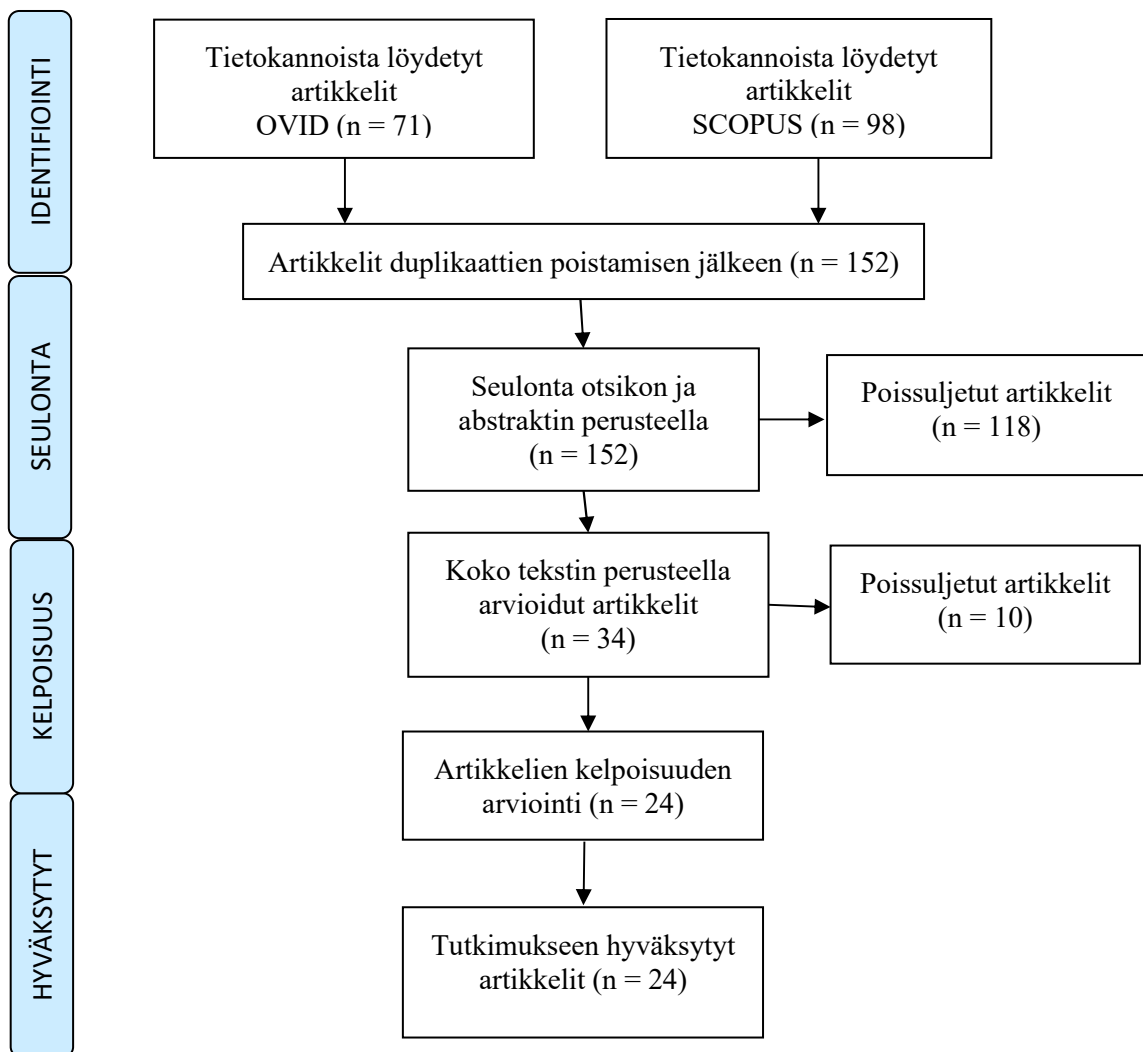 IDENTIFIOINTI
Tietokannoista löydetyt
artikkelit
OVID (n = 71)
Tietokannoista löydetyt
artikkelit
SCOPUS (n = 98)
Artikkelit duplikaattien poistamisen jälkeen (n = 152)
SEULONTA
Seulonta otsikon ja
abstraktin perusteella
(n = 152)
Poissuljetut artikkelit
(n = 118)
KELPOISUUS
Koko tekstin perusteella
arvioidut artikkelit
(n = 34)
Poissuljetut artikkelit
(n = 10)
Artikkelien kelpoisuuden
arviointi (n = 24)
HYVÄKSYTYT
Tutkimukseen hyväksytyt
artikkelit (n = 24)